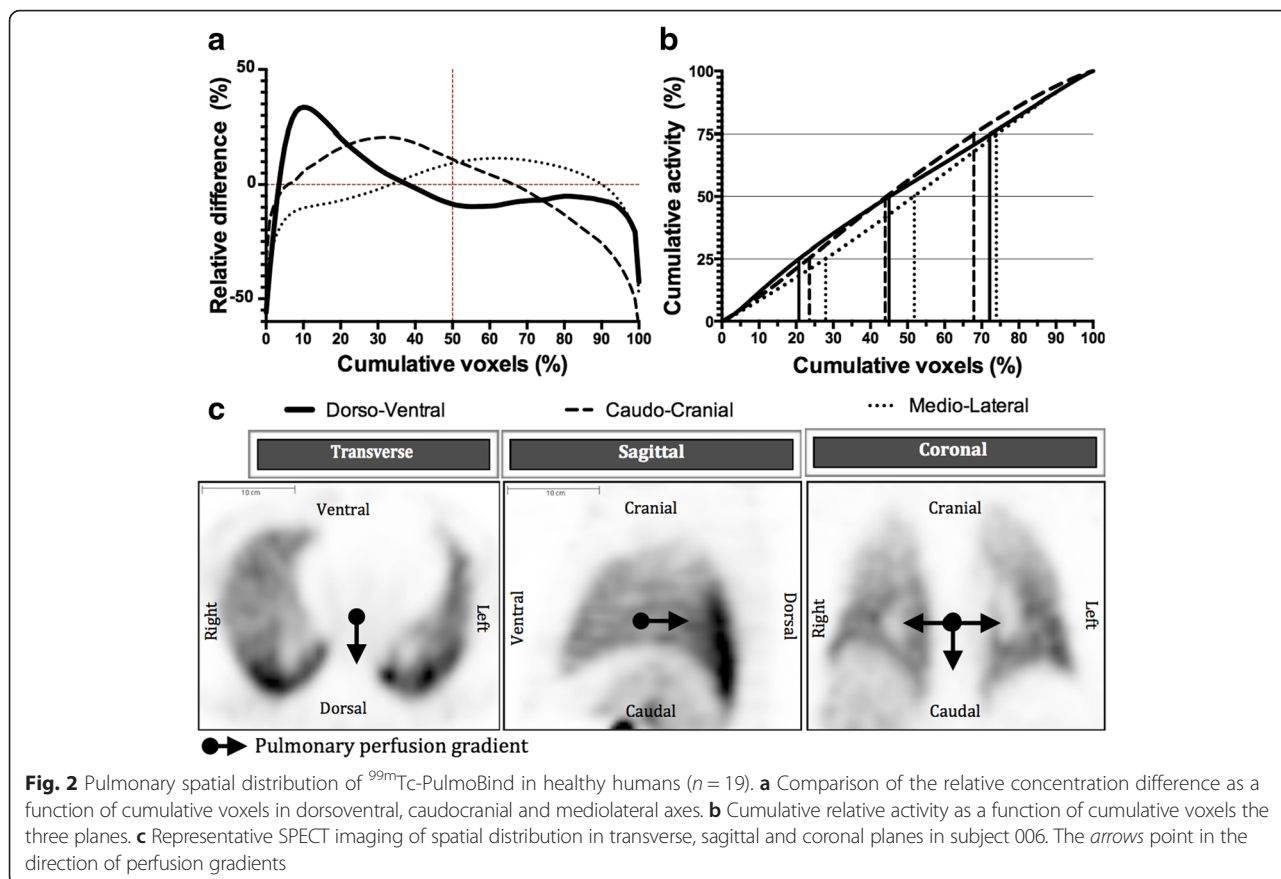 a
50
0
-50
Relative difference (%)
0 10 20 30 40 50 60 70 80 90 100
Cumulative voxels (%)
b
100
75
50
25
0
Cumulative activity (%)
0 10 20 30 40 50 60 70 80 90 100
Cumulative voxels (%)
c
Dorso-Ventral
Caudo-Cranial
Medio-Lateral
Transverse
Sagittal
Coronal
10 cm
Ventral
Right
Left
Dorsal
10 cm
Cranial
Ventral
Dorsal
Caudal
Cranial
Right
Left
Caudal
Pulmonary perfusion gradient
Fig. 2 Pulmonary spatial distribution of 99mTc-PulmoBind in healthy humans (n = 19). a Comparison of the relative concentration difference as a
function of cumulative voxels in dorsoventral, caudocranial and mediolateral axes. b Cumulative relative activity as a function of cumulative voxels the
three planes. c Representative SPECT imaging of spatial distribution in transverse, sagittal and coronal planes in subject 006. The arrows point in the
direction of perfusion gradients